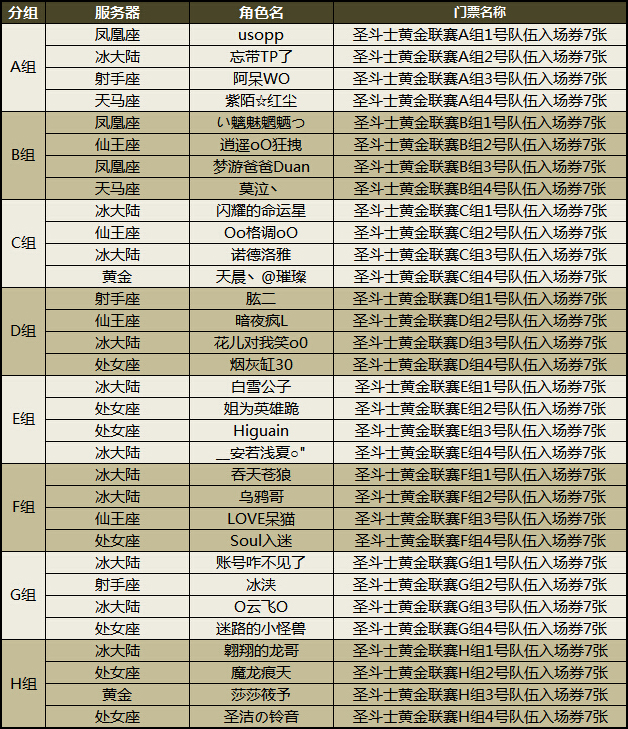 分组 服务器 角色名 门票名称
A组
凤凰座 usopp 圣斗士黄金联赛A组1号队伍入场券7张
冰大陆 忘带TP了 圣斗士黄金联赛A组2号队伍入场券7张
射手座 阿呆WO 圣斗士黄金联赛A组3号队伍入场券7张
天马座 紫陌☆红尘 圣斗士黄金联赛A组4号队伍入场券7张
B组
凤凰座 い魑魅魍魉つ 圣斗士黄金联赛B组1号队伍入场券7张
仙王座 逍遥oO狂拽 圣斗士黄金联赛B组2号队伍入场券7张
凤凰座 梦游爸爸Duan 圣斗士黄金联赛B组3号队伍入场券7张
天马座 莫泣丶 圣斗士黄金联赛B组4号队伍入场券7张
C组
冰大陆 闪耀的命运星 圣斗士黄金联赛C组1号队伍入场券7张
仙王座 Oo格调oO 圣斗士黄金联赛C组2号队伍入场券7张
冰大陆 诺德洛雅 圣斗士黄金联赛C组3号队伍入场券7张
黄金 天晨丶@璀璨 圣斗士黄金联赛C组4号队伍入场券7张
D组
射手座 肱二 圣斗士黄金联赛D组1号队伍入场券7张
仙王座 暗夜疯L 圣斗士黄金联赛D组2号队伍入场券7张
冰大陆 花儿对我笑o0 圣斗士黄金联赛D组3号队伍入场券7张
处女座 烟灰缸30 圣斗士黄金联赛D组4号队伍入场券7张
E组
冰大陆 白雪公子 圣斗士黄金联赛E组1号队伍入场券7张
处女座 姐为英雄跪 圣斗士黄金联赛E组2号队伍入场券7张
处女座 Higuain 圣斗士黄金联赛E组3号队伍入场券7张
冰大陆 __安若浅夏○" 圣斗士黄金联赛E组4号队伍入场券7张
F组
冰大陆 吞天苍狼 圣斗士黄金联赛F组1号队伍入场券7张
冰大陆 乌鸦哥 圣斗士黄金联赛F组2号队伍入场券7张
仙王座 LOVE呆猫 圣斗士黄金联赛F组3号队伍入场券7张
处女座 Soul入迷 圣斗士黄金联赛F组4号队伍入场券7张
G组
冰大陆 账号咋不见了 圣斗士黄金联赛G组1号队伍入场券7张
射手座 冰浃 圣斗士黄金联赛G组2号队伍入场券7张
冰大陆 O云飞O 圣斗士黄金联赛G组3号队伍入场券7张
处女座 迷路的小怪兽 圣斗士黄金联赛G组4号队伍入场券7张
H组
冰大陆 翱翔的龙哥 圣斗士黄金联赛H组1号队伍入场券7张
处女座 魔龙痕天 圣斗士黄金联赛H组2号队伍入场券7张
黄金 莎莎筱予 圣斗士黄金联赛H组3号队伍入场券7张
处女座 圣洁の铃音 圣斗士黄金联赛H组4号队伍入场券7张